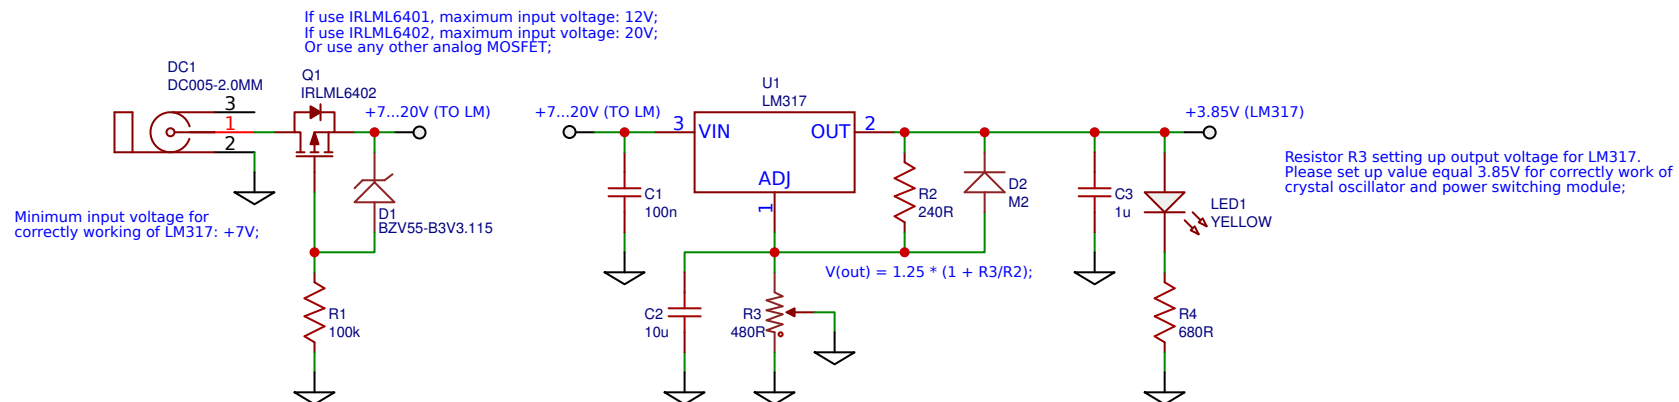 If use IRLML6401, maximum input voltage: 12V;
If use IRLML6402, maximum input voltage: 20V;
Or use any other analog MOSFET;
DC1
DC005-2.0MM
3
1
2
Q1
IRLML6402
+7...20V (TO LM)
D1
BZV55-B3V3.115
Minimum input voltage for
correctly working of LM317: +7V;
R1
100k
+7...20V (TO LM)
C1
100n
U1
LM317
3
VIN
OUT
2
ADJ
1
R2
240R
D2
M2
C3
1u
+3.85V (LM317)
LED1
YELLOW
Resistor R3 setting up output voltage for LM317.
Please set up value equal 3.85V for correctly work of
crystal oscillator and power switching module;
V(out) = 1.25 * (1 + R3/R2);
C2
10u
R3
480R
R4
680R